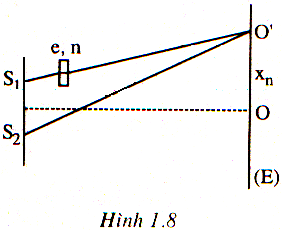 e, n
O'
S₁
xₙ
O
S₂
(E)
Hình 1.8